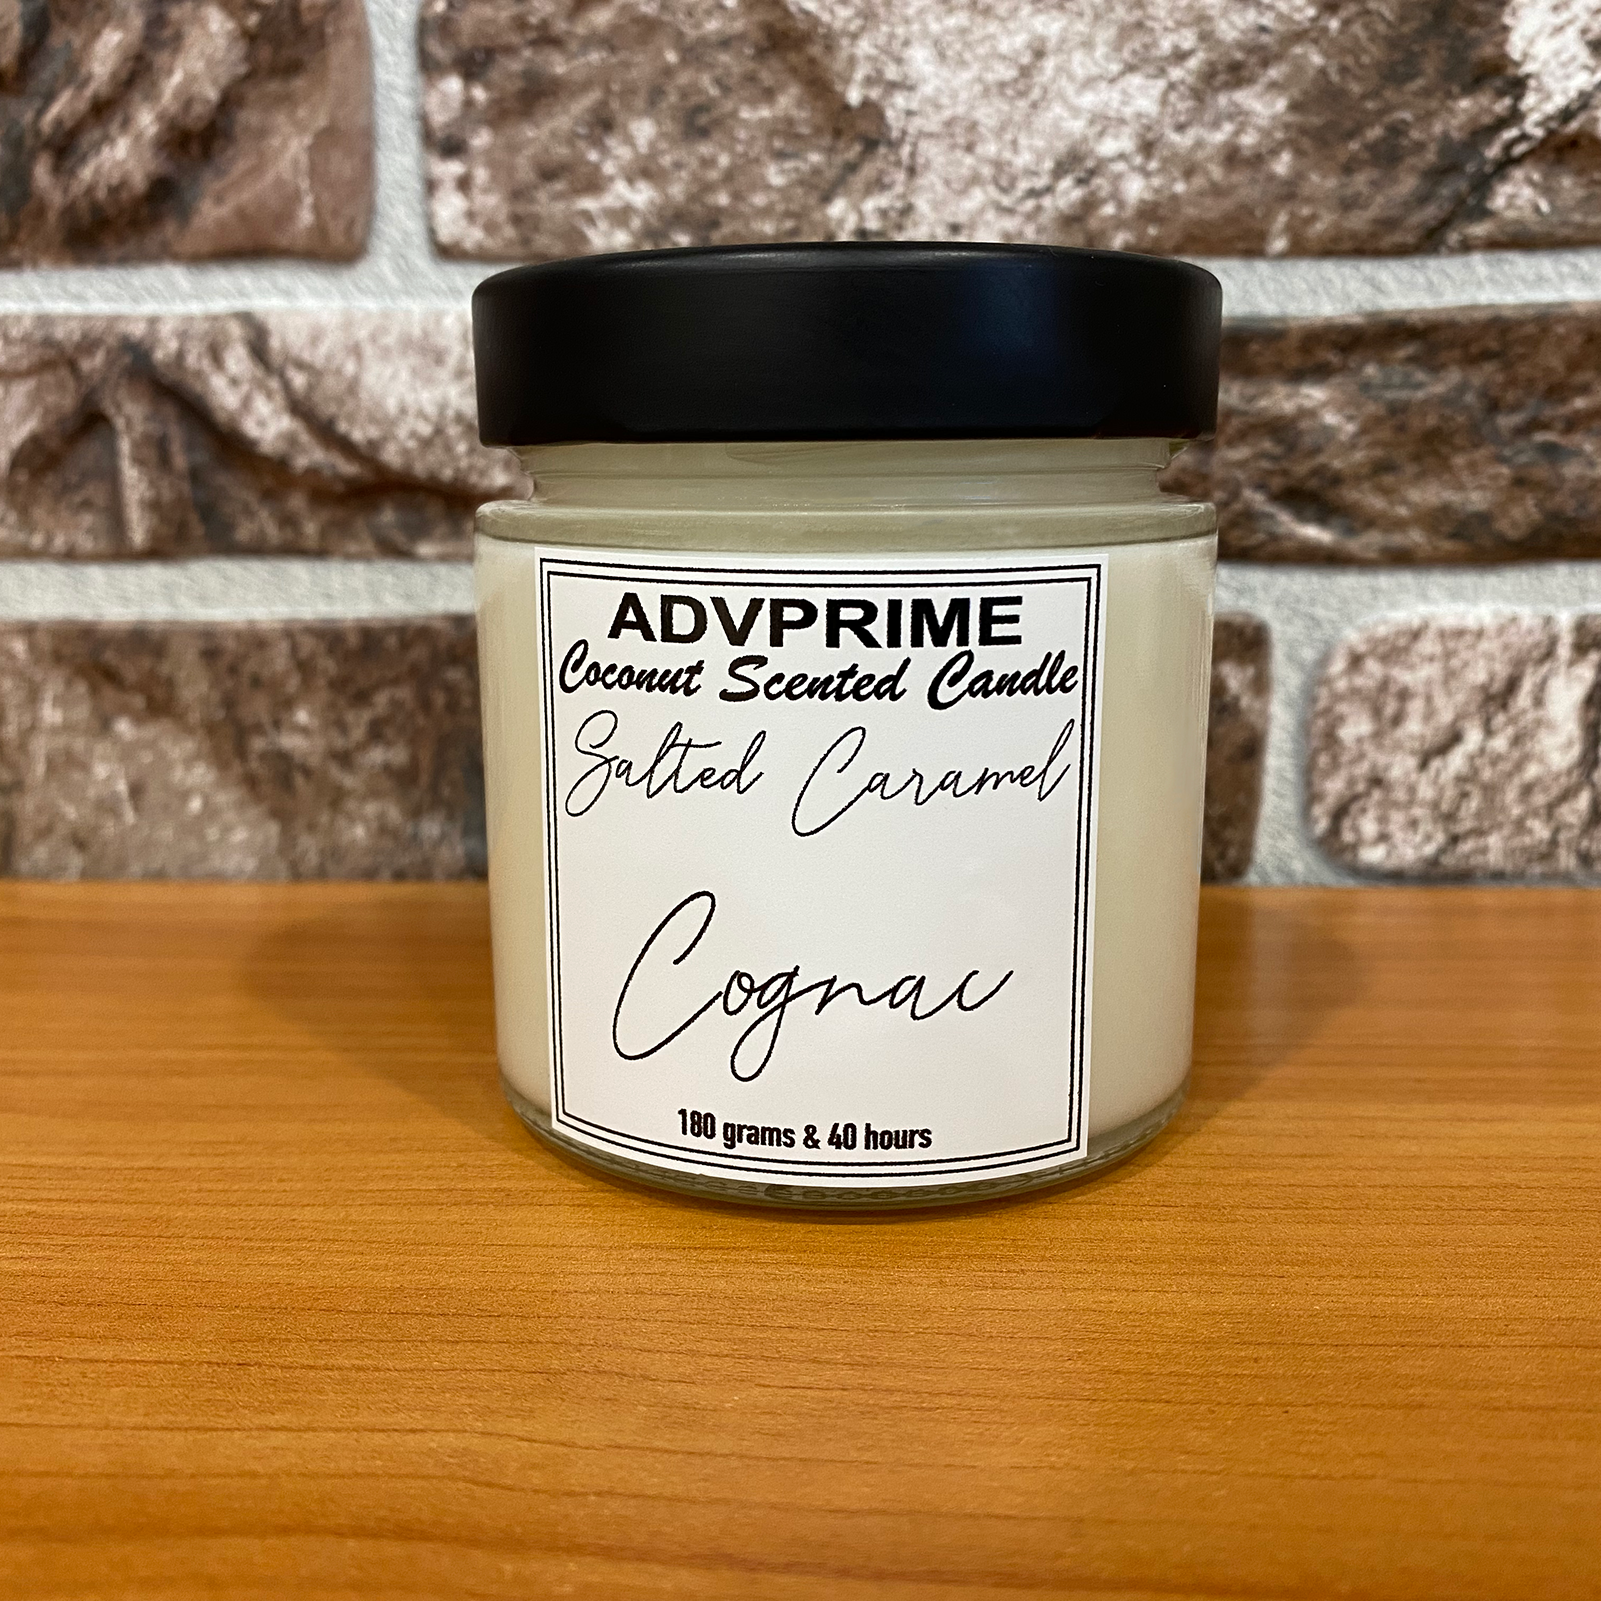 ADVPRIME
Coconut Scented Candle
Salted Caramel
Cognac
180 grams & 40 hours